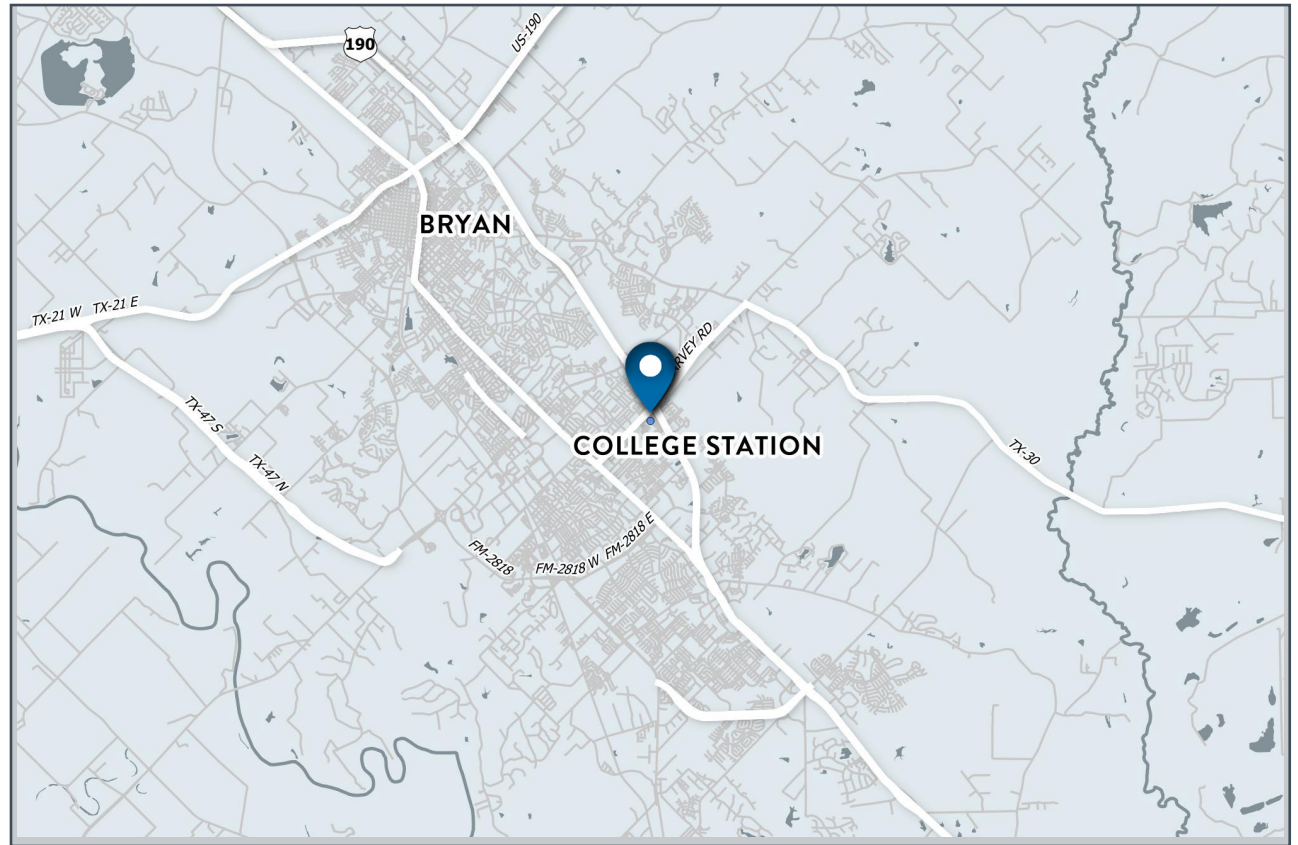 190
US-190
BRYAN
TX-21 W TX-21 E
RVEY RD
TX-47 S
TX-47 N
COLLEGE STATION
TX-30
FM-2818
FM-2818 W FM-2818 E